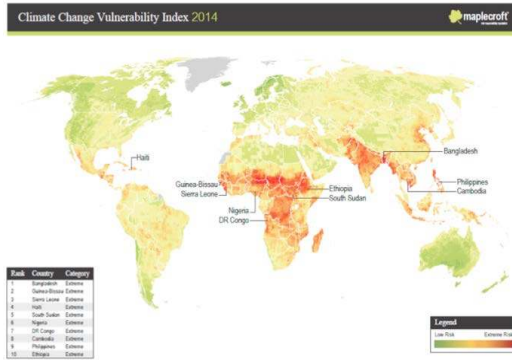 Climate Change Vulnerability Index 2014
maplecroft
Haiti
Bangladesh
Guinea-Bissau
Sierra Leone
Ethiopia
South Sudan
Philippines
Cambodia
Nigeria
DR Congo
Rank Country Category
1 Bangladesh Extreme
2 Guinea-Bissau Extreme
3 Sierra Leone Extreme
4 Haiti Extreme
5 South Sudan Extreme
6 Nigeria Extreme
7 DR Congo Extreme
8 Cambodia Extreme
9 Philippines Extreme
10 Ethiopia Extreme
Legend
Low Risk Extreme Risk